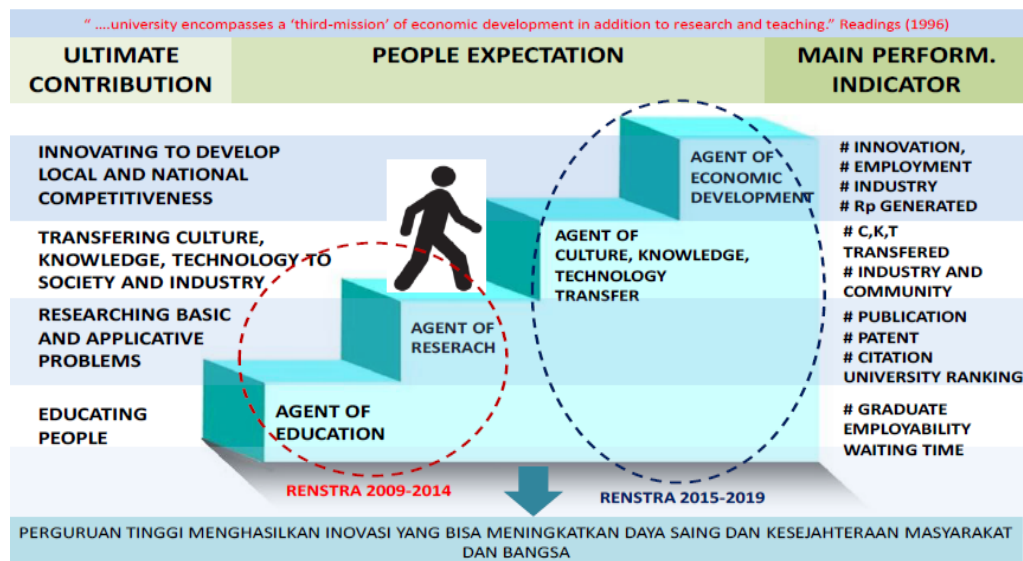 “ ….university encompasses a ‘third-mission’ of economic development in addition to research and teaching.” Readings (1996)
ULTIMATE
CONTRIBUTION
PEOPLE EXPECTATION
MAIN PERFORM.
INDICATOR
INNOVATING TO DEVELOP
LOCAL AND NATIONAL
COMPETITIVENESS
AGENT OF
ECONOMIC
DEVELOPMENT
# INNOVATION,
# EMPLOYMENT
# INDUSTRY
# Rp GENERATED
TRANSFERING CULTURE,
KNOWLEDGE, TECHNOLOGY TO
SOCIETY AND INDUSTRY
AGENT OF
CULTURE, KNOWLEDGE,
TECHNOLOGY
TRANSFER
# C,K,T
TRANSFERED
# INDUSTRY AND
COMMUNITY
RESEARCHING BASIC
AND APPLICATIVE
PROBLEMS
AGENT OF
RESERACH
# PUBLICATION
# PATENT
# CITATION
UNIVERSITY RANKING
EDUCATING
PEOPLE
AGENT OF
EDUCATION
# GRADUATE
EMPLOYABILITY
WAITING TIME
RENSTRA 2009-2014
RENSTRA 2015-2019
PERGURUAN TINGGI MENGHASILKAN INOVASI YANG BISA MENINGKATKAN DAYA SAING DAN KESEJAHTERAAN MASYARAKAT
DAN BANGSA